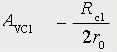 A_VC1 - R_c1 / 2r_0